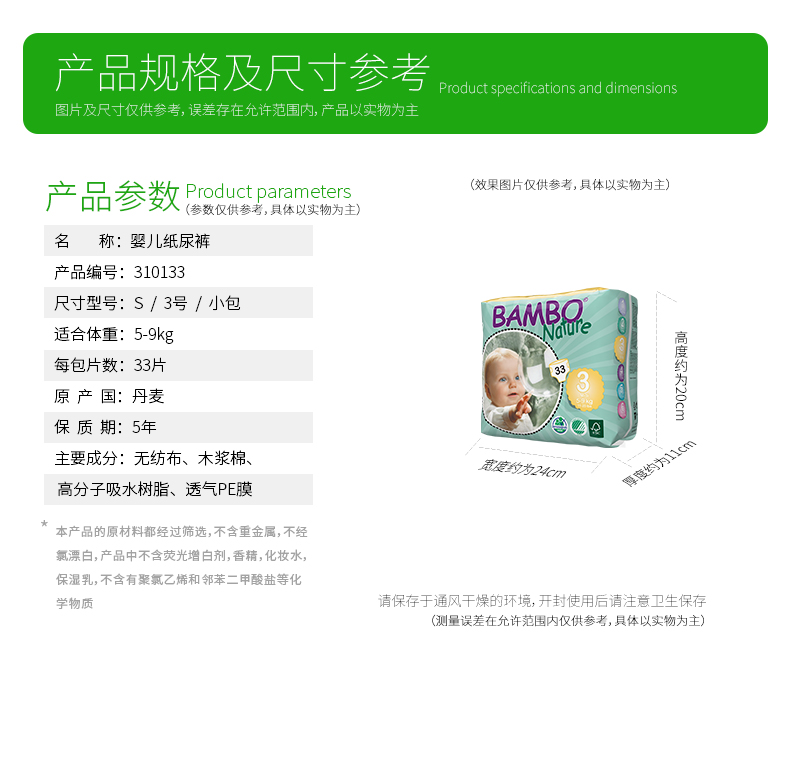 产品规格及尺寸参考 Product specifications and dimensions
图片及尺寸仅供参考, 误差存在允许范围内, 产品以实物为主
产品参数 Product parameters
(参数仅供参考, 具体以实物为主)
名 称：婴儿纸尿裤
产品编号：310133
尺寸型号：S / 3号 / 小包
适合体重：5-9kg
每包片数：33片
原 产 国：丹麦
保 质 期：5年
主要成分：无纺布、木浆棉、
高分子吸水树脂、透气PE膜
* 本产品的原材料都经过筛选, 不含重金属, 不经
氯漂白, 产品中不含荧光增白剂, 香精, 化妆水,
保湿乳, 不含有聚氯乙烯和邻苯二甲酸盐等化
学物质
(效果图片仅供参考, 具体以实物为主)
BAMBO
Nature
33
3
高度约为20cm
宽度约为24cm
厚度约为11cm
请保存于通风干燥的环境, 开封使用后请注意卫生保存
(测量误差在允许范围内仅供参考, 具体以实物为主)